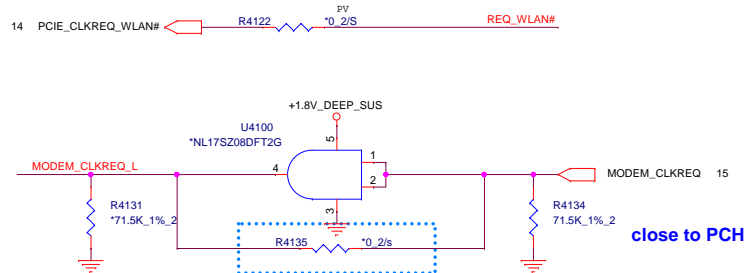 PV
14 PCIE_CLKREQ_WLAN# R4122 *0_2/S REQ_WLAN#
+1.8V_DEEP_SUS
U4100
*NL17SZ08DFT2G
5
MODEM_CLKREQ_L 4 1 MODEM_CLKREQ 15
2
R4131 3 R4134
*71.5K_1%_2 71.5K_1%_2
close to PCH
R4135 *0_2/s